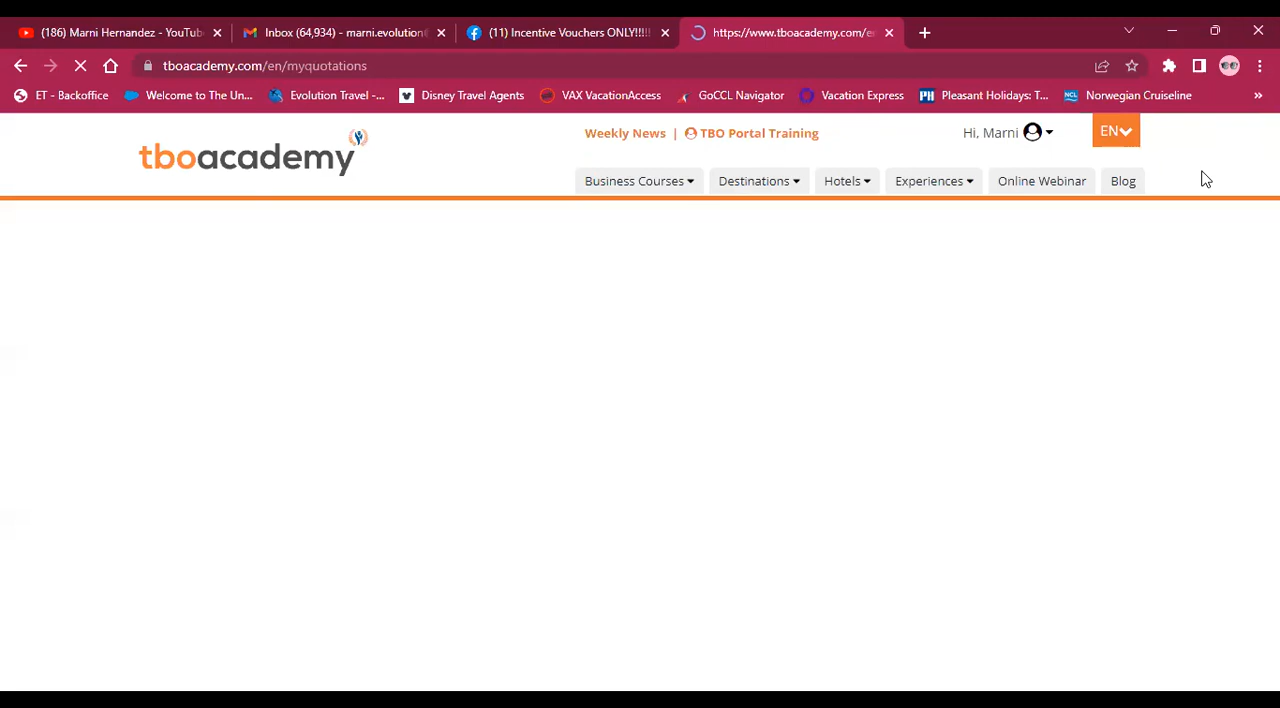 (186) Marni Hernandez - YouTub
Inbox (64,934) - marni.evolution
(11) Incentive Vouchers ONLY!!!!!
https://www.tboacademy.com/en
tboacademy.com/en/myquotations
ET - Backoffice
Welcome to The Un...
Evolution Travel -...
Disney Travel Agents
VAX VacationAccess
GoCCL Navigator
Vacation Express
PH Pleasant Holidays: T...
NCL Norwegian Cruiseline
»
tboacademy
Weekly News | TBO Portal Training
Hi, Marni
EN
Business Courses
Destinations
Hotels
Experiences
Online Webinar
Blog